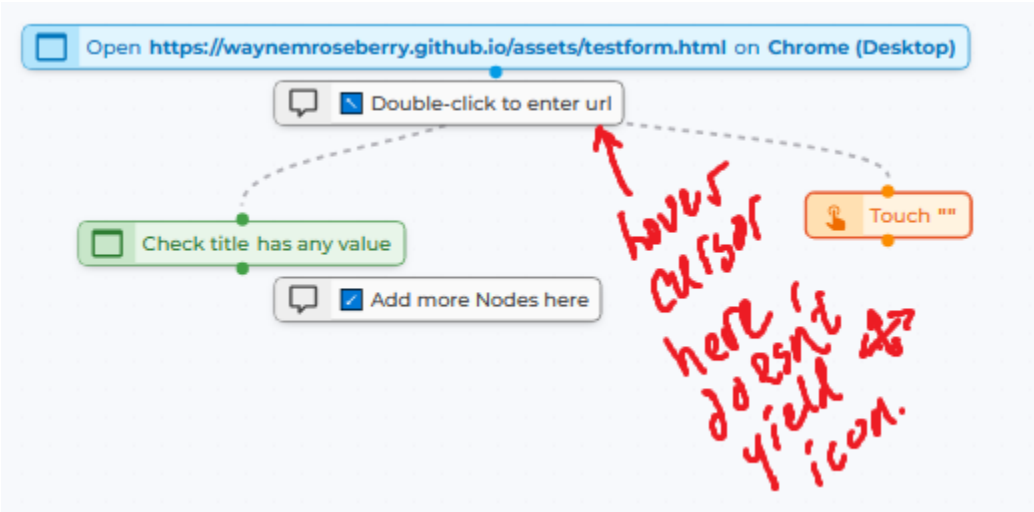 Open https://waynemroseberry.github.io/assets/testform.html on Chrome (Desktop)
Double-click to enter url
Check title has any value
Touch ""
Add more Nodes here
hover
cursor
here
doesn't
yield
icon.